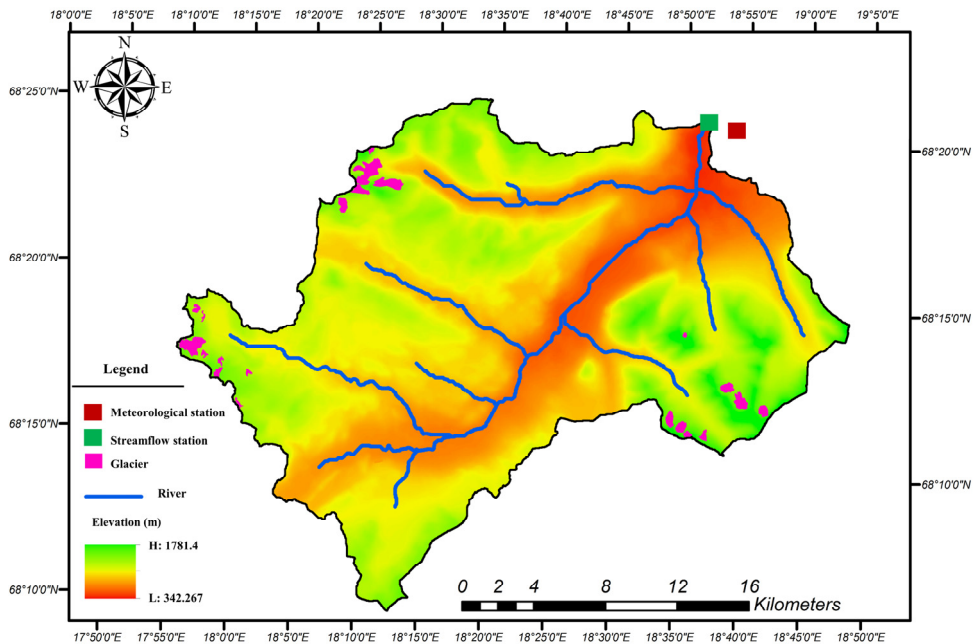 18°0'0"E 18°5'0"E 18°10'0"E 18°15'0"E 18°20'0"E 18°25'0"E 18°30'0"E 18°35'0"E 18°40'0"E 18°45'0"E 18°50'0"E 18°55'0"E 19°0'0"E 19°5'0"E
N
W E
S
68°25'0"N
68°20'0"N
68°20'0"N
68°15'0"N
68°15'0"N
68°10'0"N
68°10'0"N
Legend
Meteorological station
Streamflow station
Glacier
River
Elevation (m)
H: 1781.4
L: 342.267
0 2 4 8 12 16
Kilometers
17°50'0"E 17°55'0"E 18°0'0"E 18°5'0"E 18°10'0"E 18°15'0"E 18°20'0"E 18°25'0"E 18°30'0"E 18°35'0"E 18°40'0"E 18°45'0"E 18°50'0"E